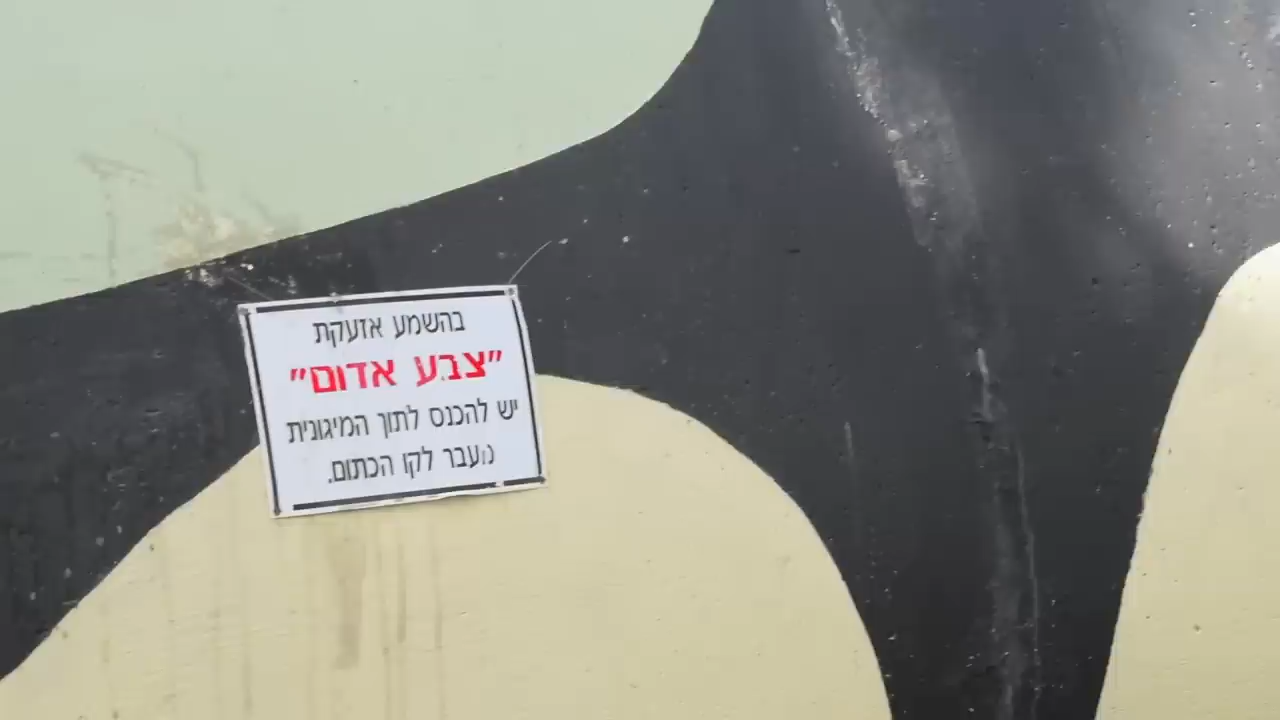 בהשמע אזעקת
"צבע אדום"
יש להכנס לתוך המיגונית
מעבר לקו הכתום.